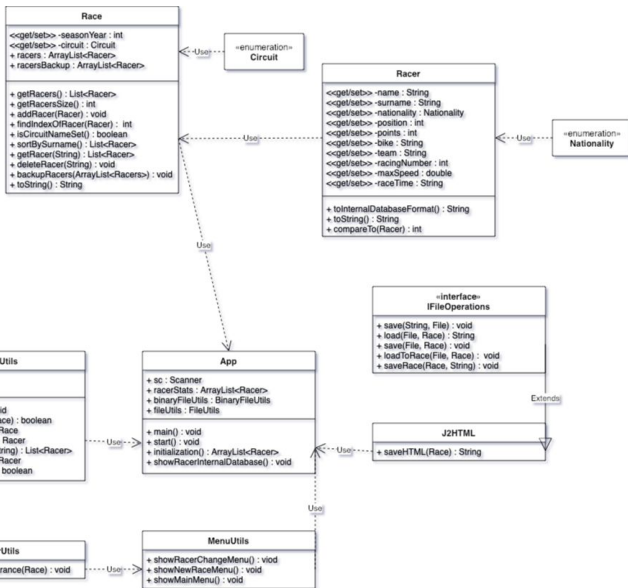 Race
<<get/set>> -seasonYear : int
<<get/set>> -circuit : Circuit
+ racers : ArrayList<Racer>
+ racersBackup : ArrayList<Racer>
+ getRacers() : List<Racer>
+ getRacersSize() : int
+ addRacer(Racer) : void
+ findIndexOfRacer(Racer) : int
+ isCircuitNameSet() : boolean
+ sortBySurname() : List<Racer>
+ getRacer(String) : List<Racer>
+ deleteRacer(String) : void
+ backupRacers(ArrayList<Racers>) : void
+ toString() : String
Use
«enumeration»
Circuit
Racer
<<get/set>> -name : String
<<get/set>> -surname : String
<<get/set>> -nationality : Nationality
<<get/set>> -position : int
<<get/set>> -points : int
<<get/set>> -bike : String
<<get/set>> -team : String
<<get/set>> -racingNumber : int
<<get/set>> -maxSpeed : double
<<get/set>> -raceTime : String
+ toInternalDatabaseFormat() : String
+ toString() : String
+ compareTo(Racer) : int
Use
Use
«enumeration»
Nationality
Use
«interface»
IFileOperations
+ save(String, File) : void
+ load(File, Race) : String
+ save(File, Race) : void
+ loadToRace(File, Race) : void
+ saveRace(Race, String) : void
Extends
Utils
id
ace) : boolean
Race
Racer
tring) : List<Racer>
Racer
boolean
Use
App
+ sc : Scanner
+ racerStats : ArrayList<Racer>
+ binaryFileUtils : BinaryFileUtils
+ fileUtils : FileUtils
+ main() : void
+ start() : void
+ initialization() : ArrayList<Racer>
+ showRacerInternalDatabase() : void
Use
J2HTML
+ saveHTML(Race) : String
Use
rUtils
rance(Race) : void
Use
MenuUtils
+ showRacerChangeMenu() : viod
+ showNewRaceMenu() : void
+ showMainMenu() : void